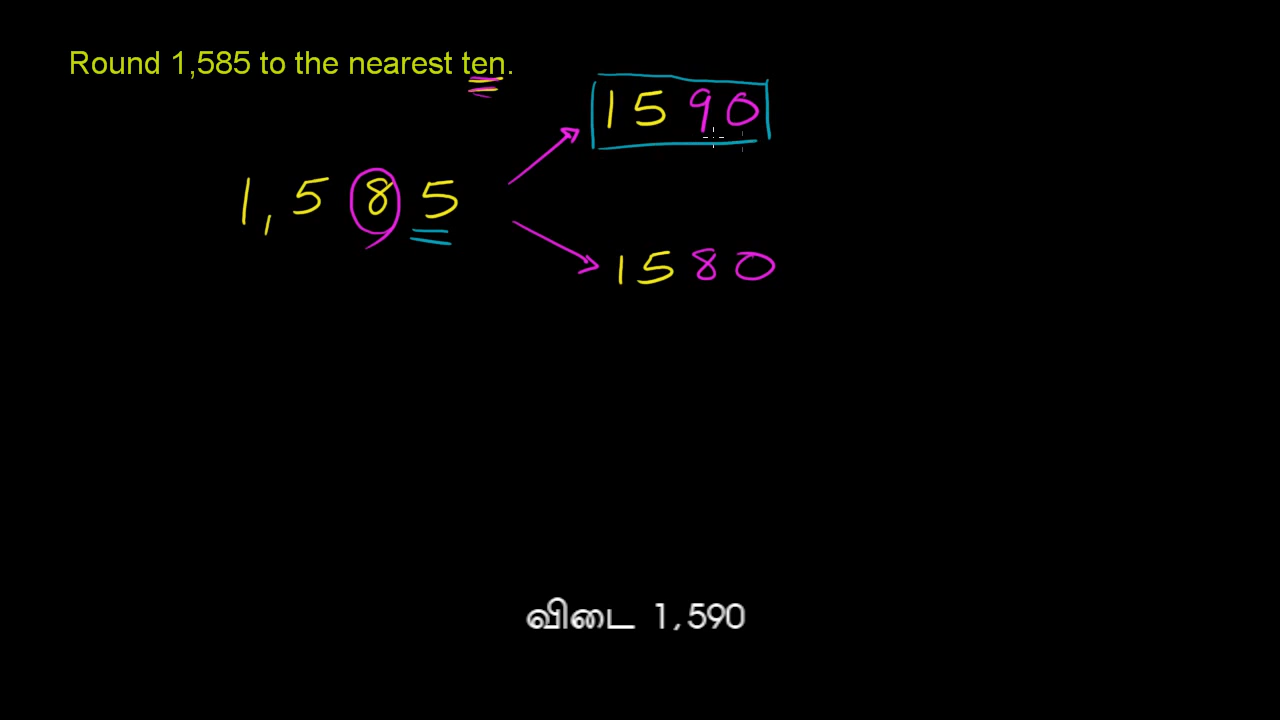 Round 1,585 to the nearest ten.
1590
1,585
1580
விடை 1,590